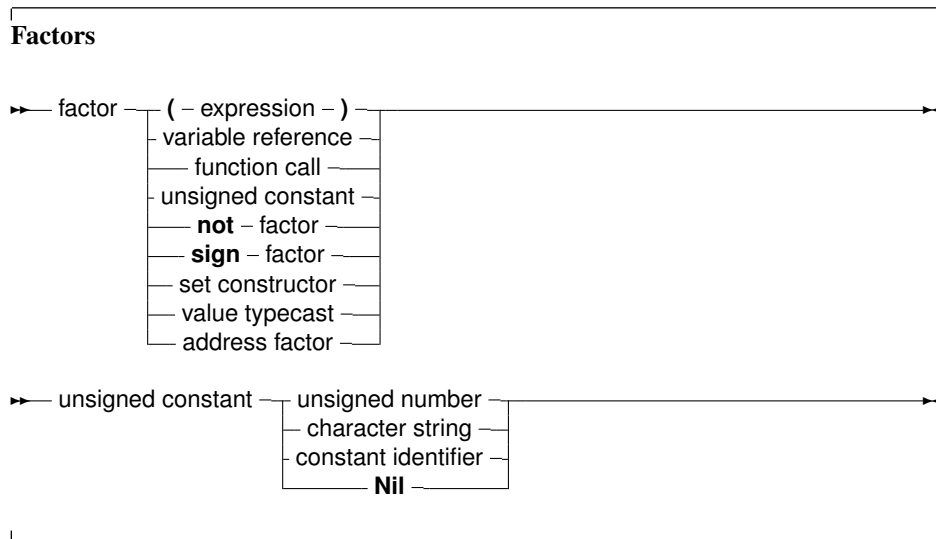 Factors
factor ( expression )
variable reference
function call
unsigned constant
not factor
sign factor
set constructor
value typecast
address factor
unsigned constant unsigned number
character string
constant identifier
Nil